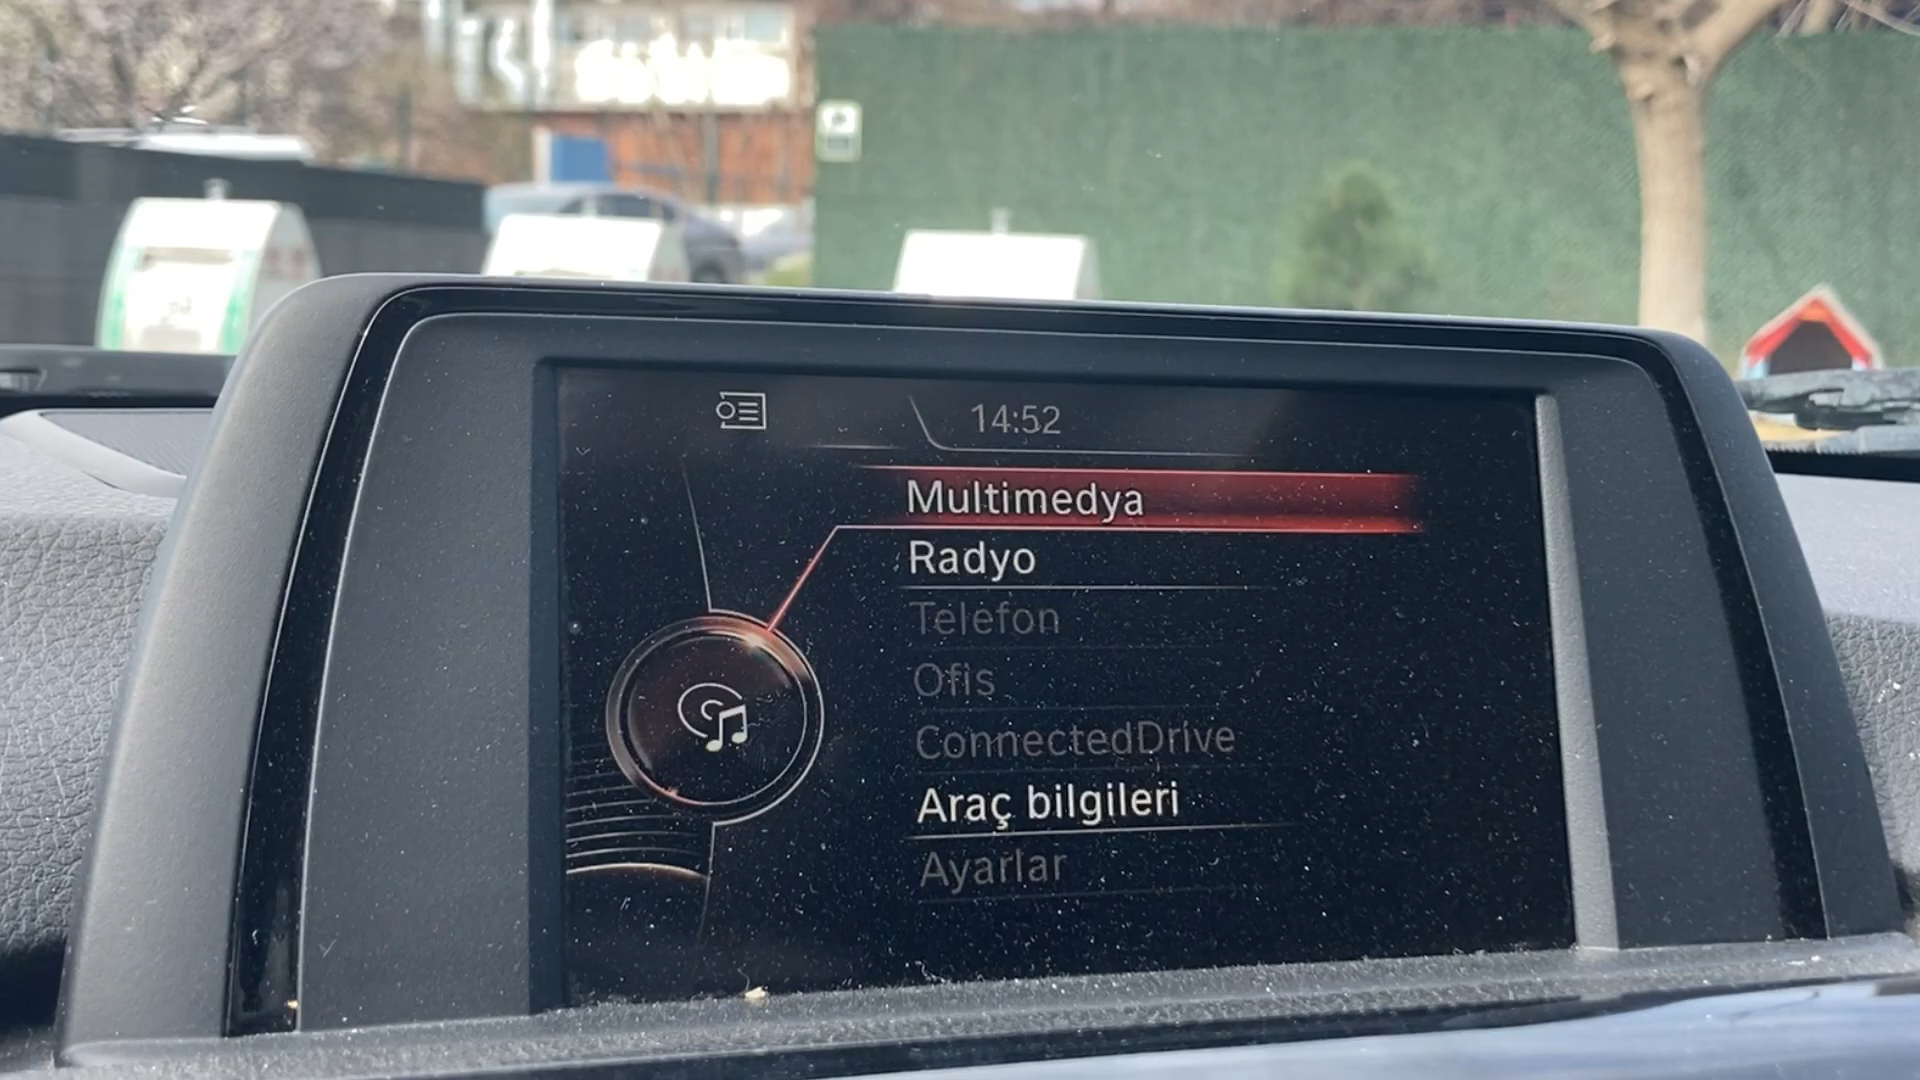 14:52
Multimedya
Radyo
Telefon
Ofis
ConnectedDrive
Araç bilgileri
Ayarlar